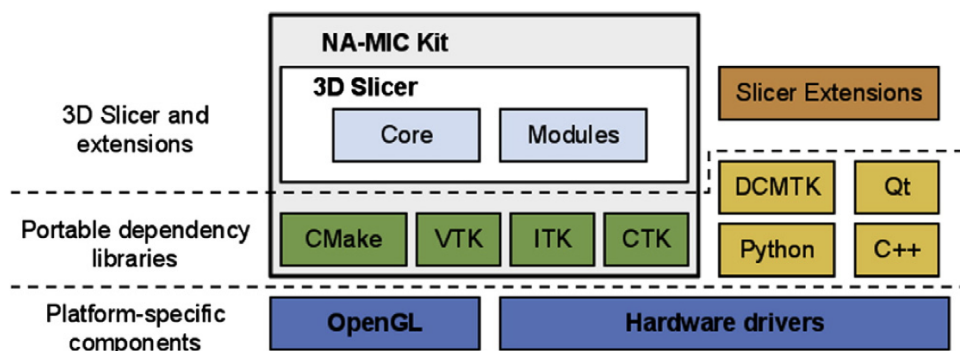 NA-MIC Kit
3D Slicer
Core
Modules
Slicer Extensions
3D Slicer and
extensions
DCMTK
Qt
Portable dependency
libraries
CMake
VTK
ITK
CTK
Python
C++
Platform-specific
components
OpenGL
Hardware drivers